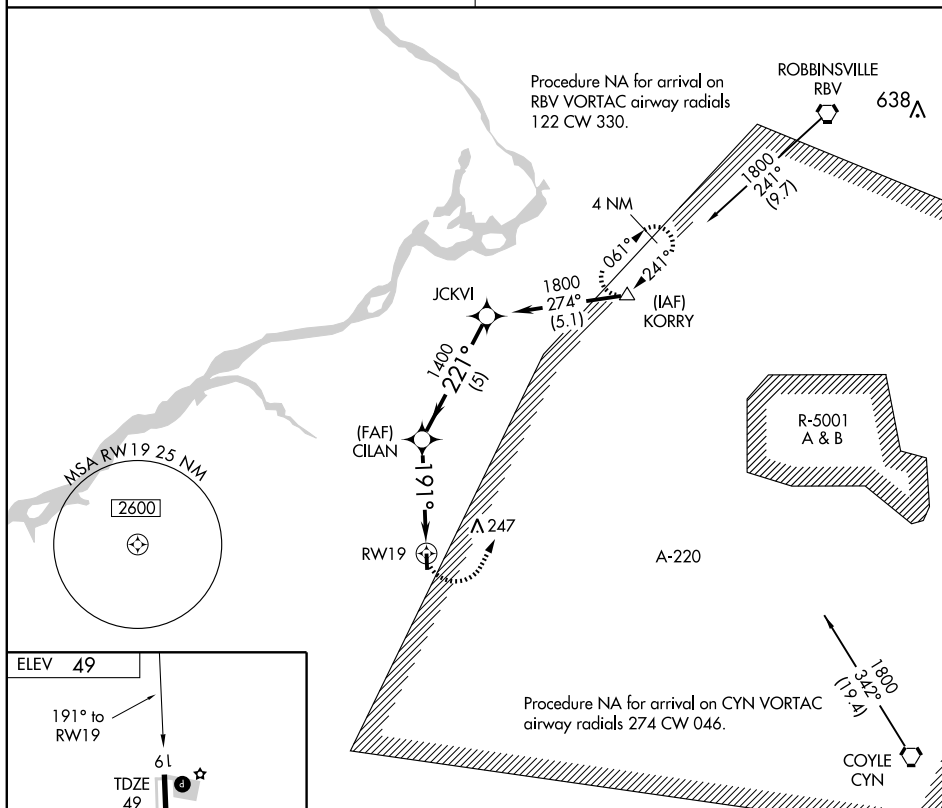 ROBBINSVILLE
RBV
638
Procedure NA for arrival on
RBV VORTAC airway radials
122 CW 330.
1800
241°
(9.7)
4 NM
061°
241°
JCKVI
1800
274°
(5.1)
(IAF)
KORRY
1400
221°
(5)
(FAF)
CILAN
R-5001
A & B
MSA RW19 25 NM
191°
2600
247
RW19
A-220
1800
342°
(19.4)
ELEV 49
191° to
RW19
Procedure NA for arrival on CYN VORTAC
airway radials 274 CW 046.
COYLE
CYN
19
TDZE
49